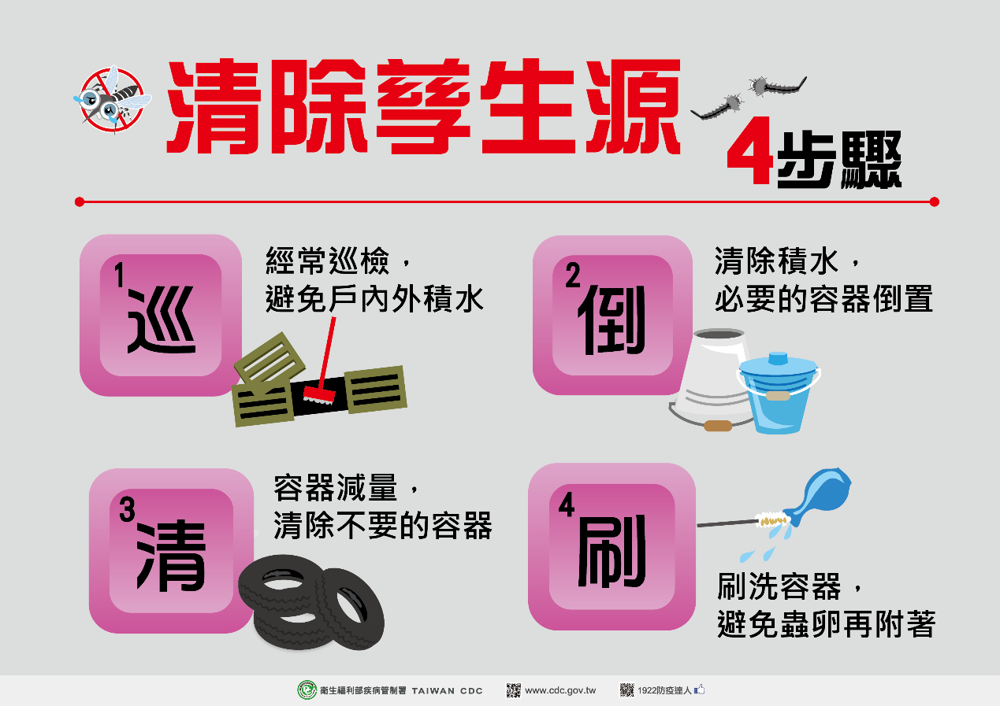 清除孳生源
4步驟
1
巡
經常巡檢，
避免戶內外積水
2
倒
清除積水，
必要的容器倒置
3
清
容器減量，
清除不要的容器
4
刷
刷洗容器，
避免蟲卵再附著
衛生福利部疾病管制署 TAIWAN CDC
www.cdc.gov.tw
1922防疫達人